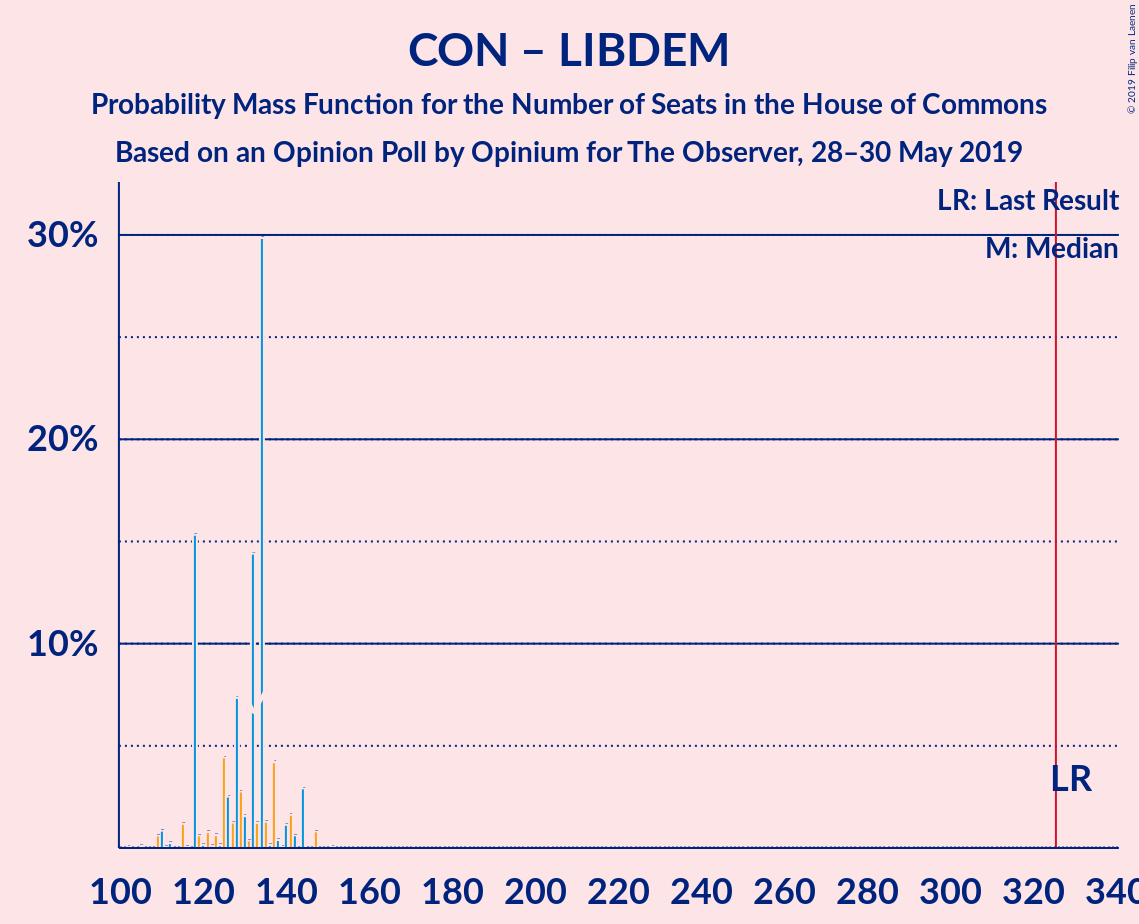 CON – LIBDEM
Probability Mass Function for the Number of Seats in the House of Commons
Based on an Opinion Poll by Opinium for The Observer, 28–30 May 2019
© 2019 Filip van Laenen
LR: Last Result
M: Median
30%
20%
10%
LR
100 120 140 160 180 200 220 240 260 280 300 320 340